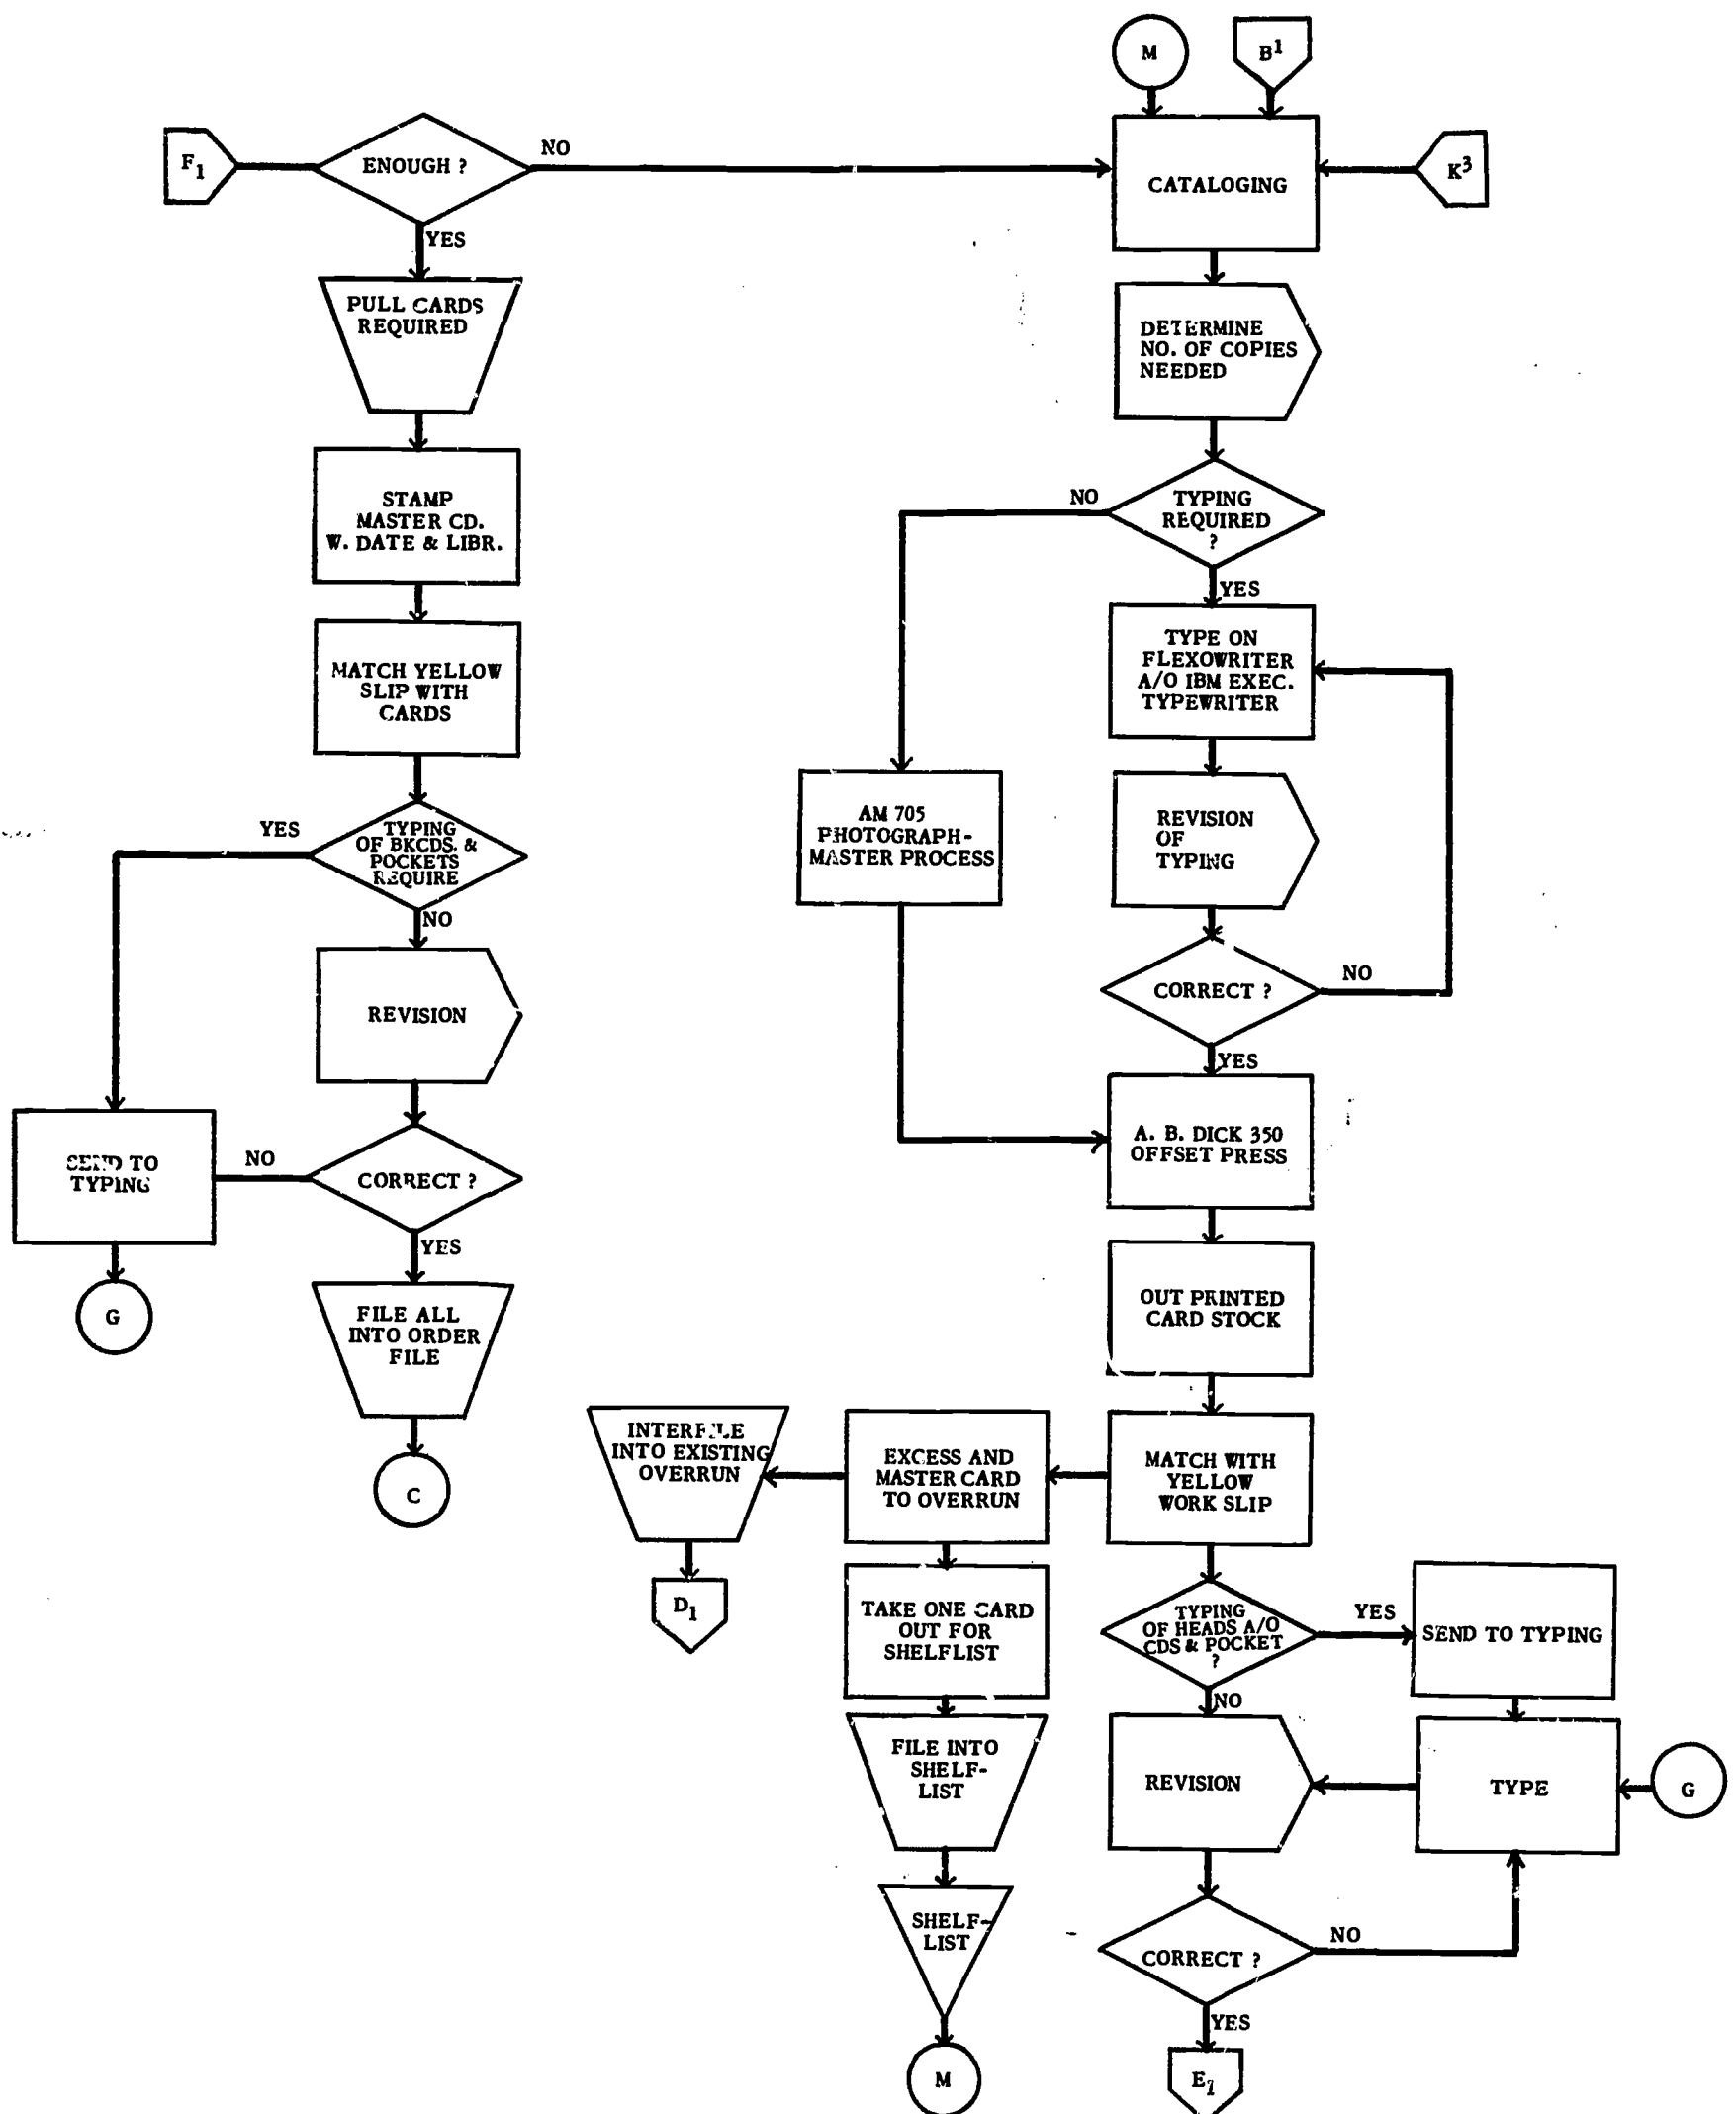 M
B1
F1
ENOUGH ?
NO
CATALOGING
K3
YES
PULL CARDS
REQUIRED
DETERMINE
NO. OF COPIES
NEEDED
STAMP
MASTER CD.
W. DATE & LIBR.
NO
TYPING
REQUIRED
?
YES
MATCH YELLOW
SLIP WITH
CARDS
TYPE ON
FLEXOWRITER
A/O IBM EXEC.
TYPEWRITER
YES
TYPING
OF BKCDS. &
POCKETS
REQUIRE
NO
AM 705
PHOTOGRAPH-
MASTER PROCESS
REVISION
OF
TYPING
REVISION
CORRECT ?
NO
YES
SEND TO
TYPING
NO
CORRECT ?
YES
A. B. DICK 350
OFFSET PRESS
G
FILE ALL
INTO ORDER
FILE
C
OUT PRINTED
CARD STOCK
INTERFILE
INTO EXISTING
OVERRUN
EXCESS AND
MASTER CARD
TO OVERRUN
MATCH WITH
YELLOW
WORK SLIP
D1
TAKE ONE CARD
OUT FOR
SHELFLIST
TYPING
OF HEADS A/O
CDS & POCKET
?
YES
SEND TO TYPING
NO
FILE INTO
SHELF-
LIST
REVISION
TYPE
G
SHELF-
LIST
CORRECT ?
NO
YES
M
E1